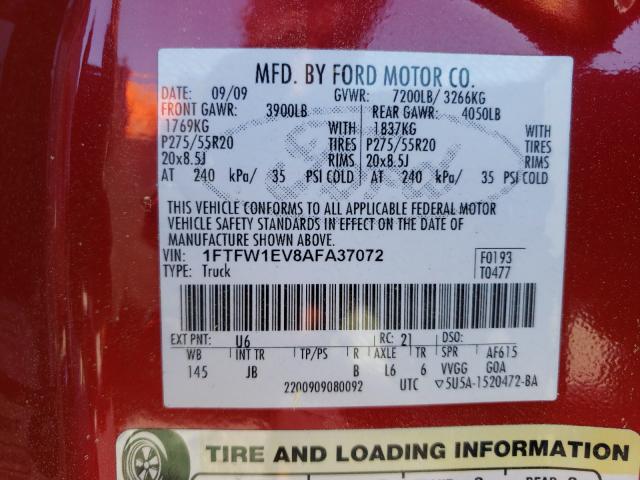 MFD. BY FORD MOTOR CO.
DATE: 09/09 GVWR: 7200LB/ 3266KG
FRONT GAWR: 3900LB REAR GAWR: 4050LB
1769KG WITH 1837KG WITH
P275/55R20 TIRES P275/55R20 TIRES
20x8.5J RIMS 20x8.5J RIMS
AT 240 kPa/ 35 PSI COLD AT 240 kPa/ 35 PSI COLD
THIS VEHICLE CONFORMS TO ALL APPLICABLE FEDERAL MOTOR
VEHICLE SAFETY STANDARDS IN EFFECT ON THE DATE OF
MANUFACTURE SHOWN ABOVE.
VIN: 1FTFW1EV8AFA37072 F0193
TYPE: Truck T0477
EXT PNT: U6 RC: 21 DSO:
WB INT TR TP/PS R AXLE TR SPR AF615
145 JB B L6 6 VVGG GOA
2200909080092 UTC ▽5U5A-1520472-BA
TIRE AND LOADING INFORMATION